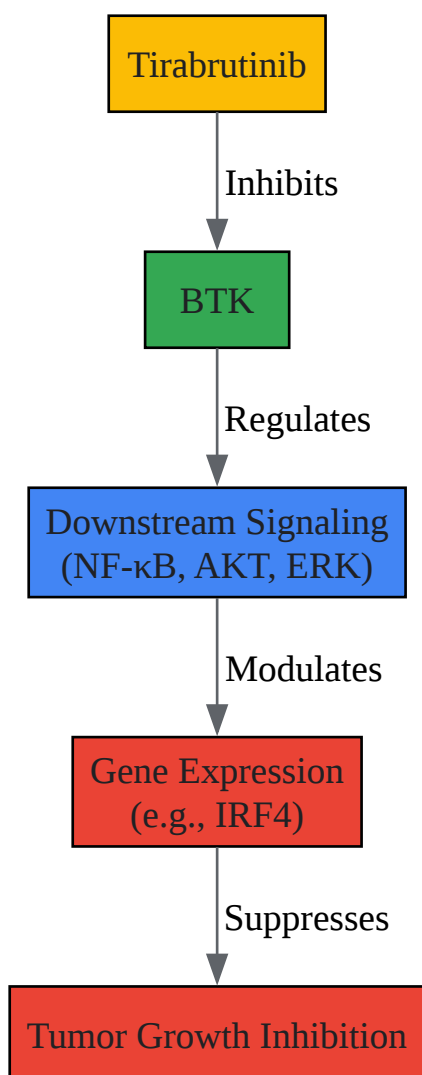 Tirabrutinib
Inhibits
BTK
Regulates
Downstream Signaling
(NF-κB, AKT, ERK)
Modulates
Gene Expression
(e.g., IRF4)
Suppresses
Tumor Growth Inhibition